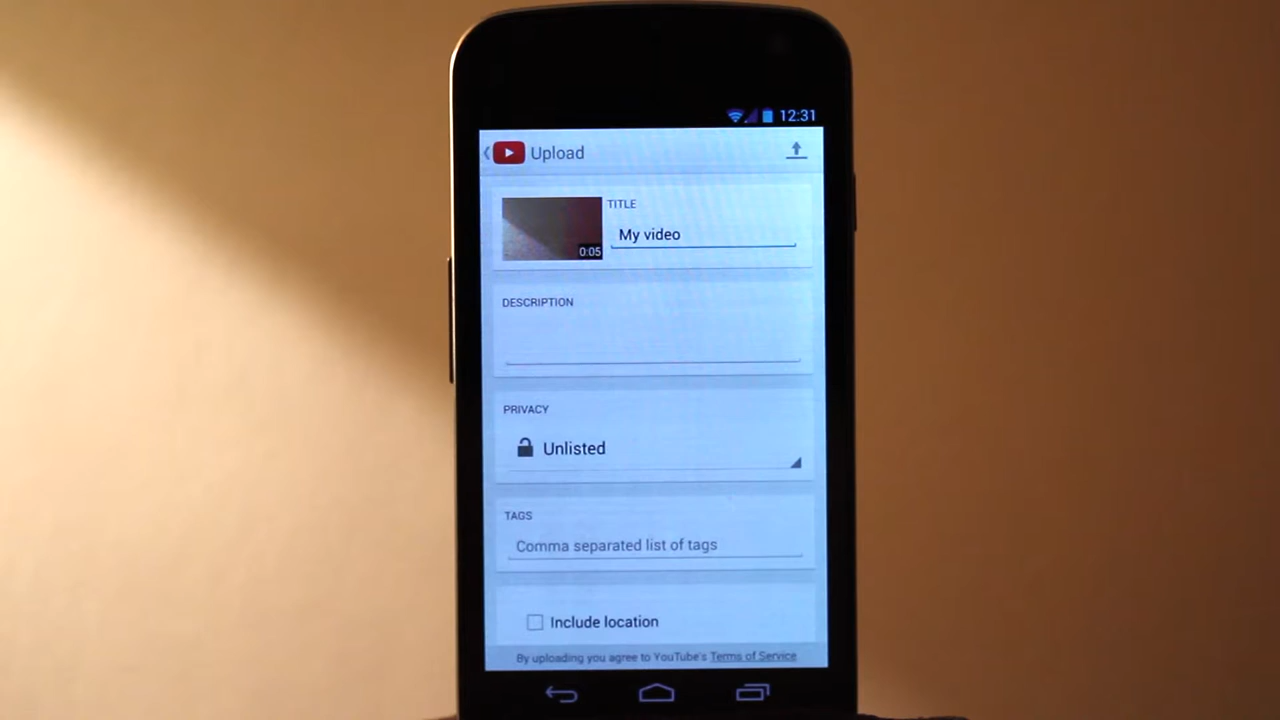 12:31
Upload
TITLE
My video
0:05
DESCRIPTION
PRIVACY
Unlisted
TAGS
Comma separated list of tags
Include location
By uploading you agree to YouTube's Terms of Service